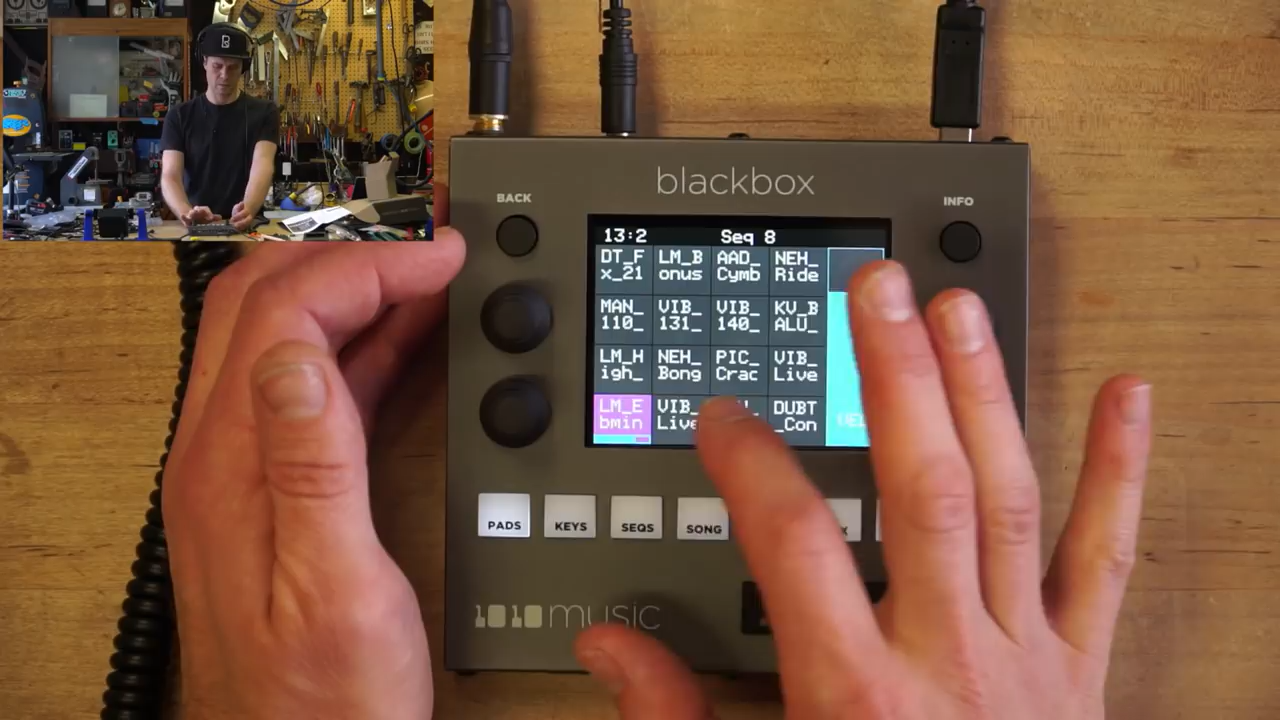 blackbox
BACK
INFO
13:2 Seq 8
DT_F LM_B AAD_ NEH_
x_21 onus Cymb Ride
MAN_ VIB_ VIB_ KV_B
110_ 131_ 140_ ALU_
LM_H NEH_ PIC_ VIB_
igh_ Bong Crac Live
LM_E VIB_ DUBT
bmin Live _Con
PADS KEYS SEQS SONG
1010music